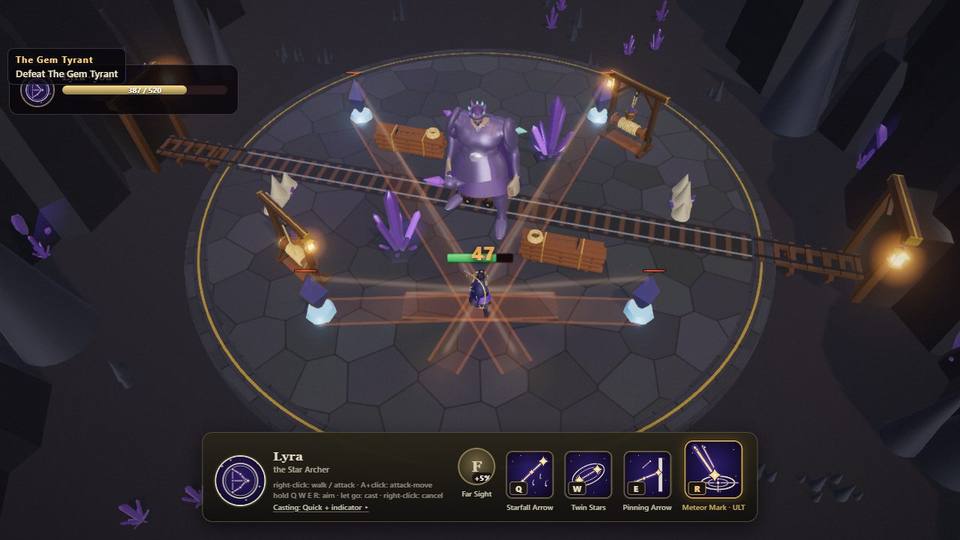 The Gem Tyrant
Defeat The Gem Tyrant
387 / 520
47
Lyra
the Star Archer
right-click: walk / attack · A+click: attack-move
hold Q W E R: aim · let go: cast · right-click: cancel
Casting: Quick + indicator
F
+5%
Far Sight
Q
Starfall Arrow
W
Twin Stars
E
Pinning Arrow
R
Meteor Mark · ULT